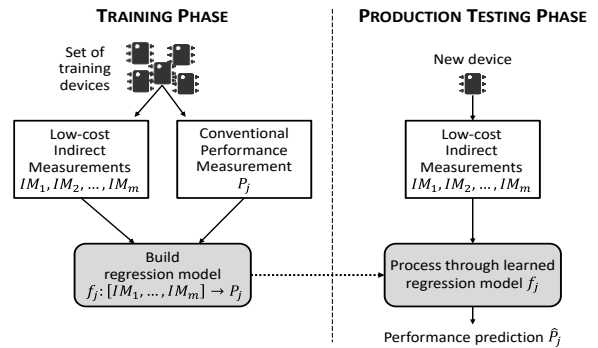 TRAINING PHASE
Set of
training
devices
Low-cost
Indirect
Measurements
IM₁, IM₂, … , IMₘ
Conventional
Performance
Measurement
Pⱼ
Build
regression model
fⱼ: [IM₁, … , IMₘ] → Pⱼ
PRODUCTION TESTING PHASE
New device
Low-cost
Indirect
Measurements
IM₁, IM₂, … , IMₘ
Process through learned
regression model fⱼ
Performance prediction P̂ⱼ